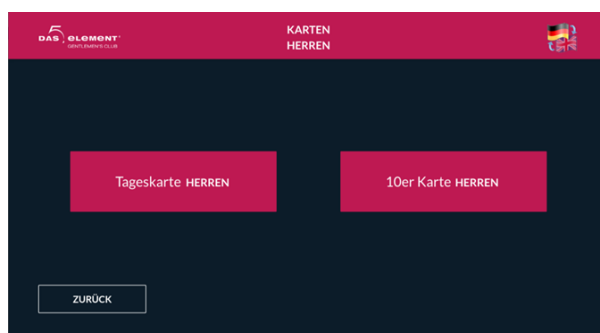 DAS 5. element
GENTLEMEN'S CLUB
KARTEN
HERREN
Tageskarte HERREN
10er Karte HERREN
ZURÜCK